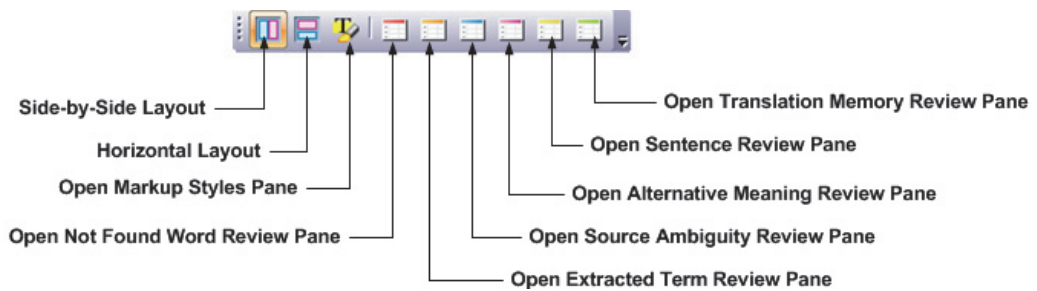 Side-by-Side Layout
Horizontal Layout
Open Markup Styles Pane
Open Not Found Word Review Pane
Open Extracted Term Review Pane
Open Source Ambiguity Review Pane
Open Alternative Meaning Review Pane
Open Sentence Review Pane
Open Translation Memory Review Pane